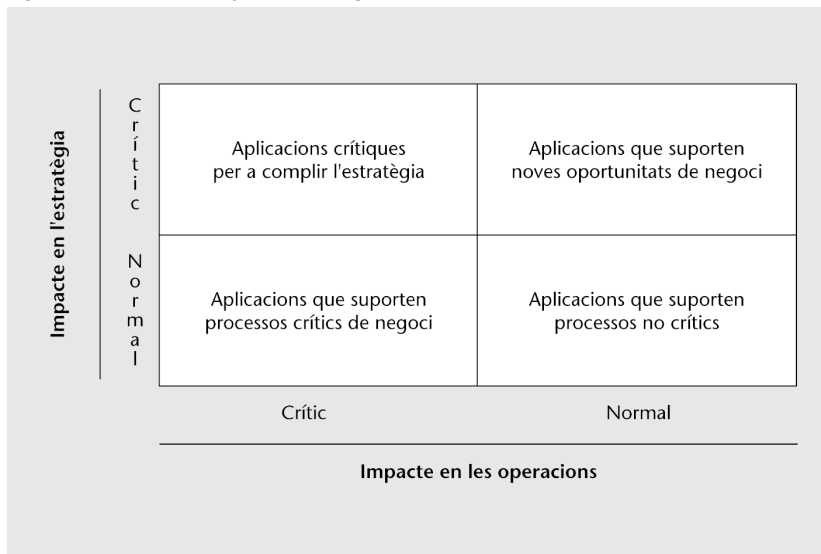 Impacte en l'estratègia
Crític
Aplicacions crítiques
per a complir l'estratègia
Aplicacions que suporten
noves oportunitats de negoci
Normal
Aplicacions que suporten
processos crítics de negoci
Aplicacions que suporten
processos no crítics
Crític
Normal
Impacte en les operacions